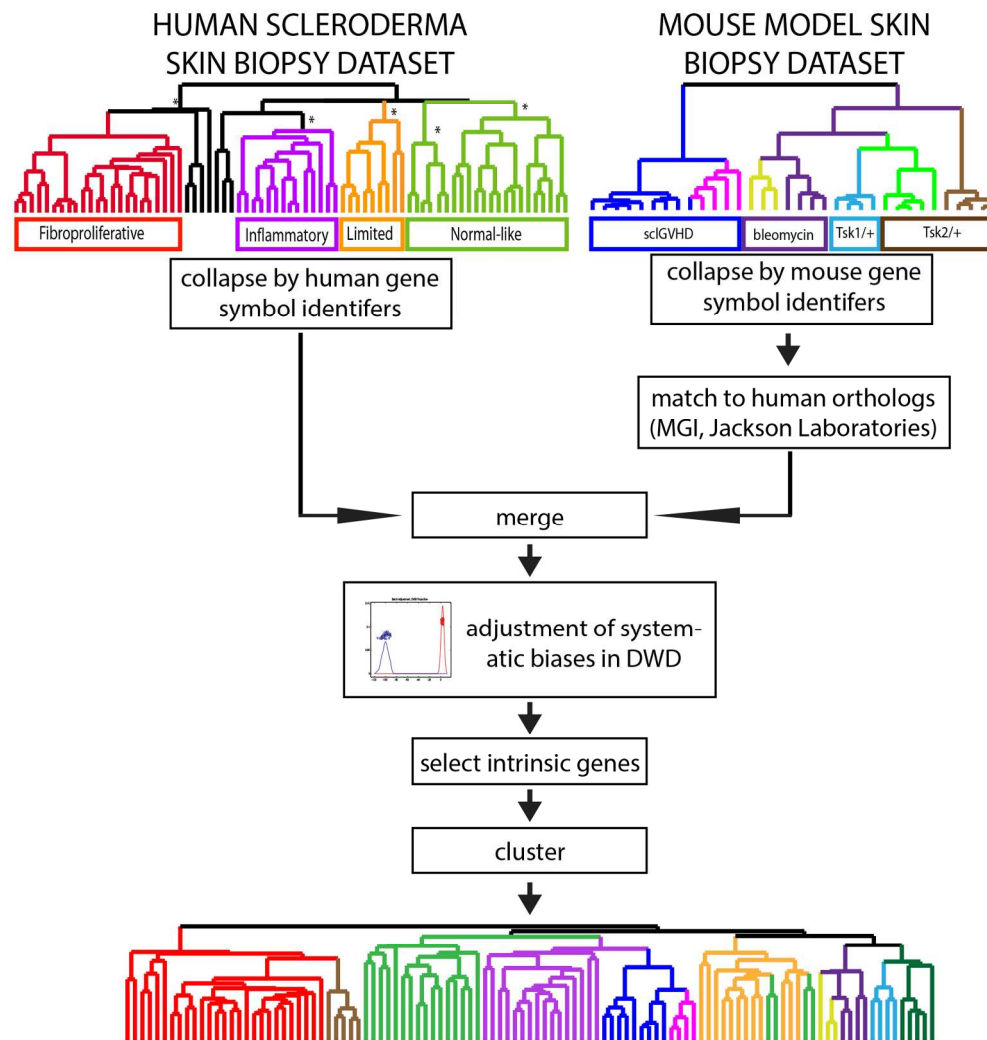 HUMAN SCLERODERMA
SKIN BIOPSY DATASET
MOUSE MODEL SKIN
BIOPSY DATASET
*
*
*
*
*
Fibroproliferative
Inflammatory
Limited
Normal-like
sclGVHD
bleomycin
Tsk1/+
Tsk2/+
collapse by human gene
symbol identifers
collapse by mouse gene
symbol identifers
match to human orthologs
(MGI, Jackson Laboratories)
merge
adjustment of system-
atic biases in DWD
select intrinsic genes
cluster